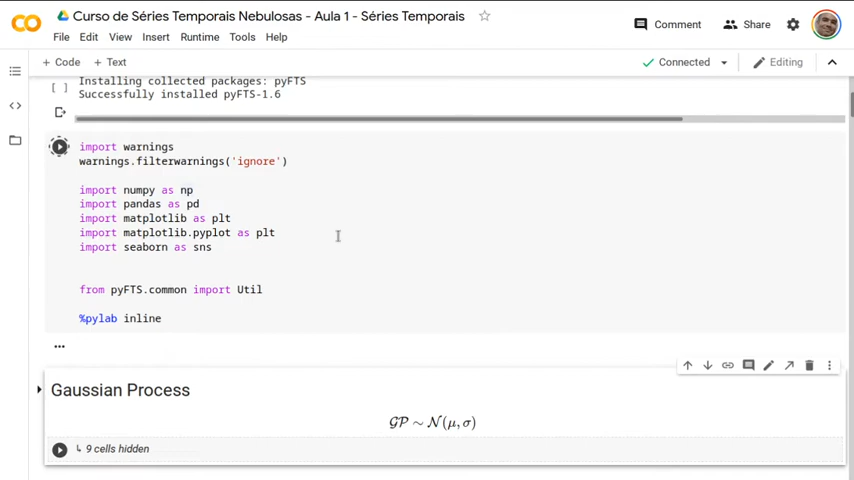 Curso de Séries Temporais Nebulosas - Aula 1 - Séries Temporais
Comment
Share
File Edit View Insert Runtime Tools Help
+ Code + Text
Connected
Editing
Installing collected packages: pyFTS
[ ] Successfully installed pyFTS-1.6
import warnings
warnings.filterwarnings('ignore')
import numpy as np
import pandas as pd
import matplotlib as plt
import matplotlib.pyplot as plt
import seaborn as sns
from pyFTS.common import Util
%pylab inline
...
Gaussian Process
𝒢𝒫 ∼ 𝒩(μ, σ)
↳ 9 cells hidden